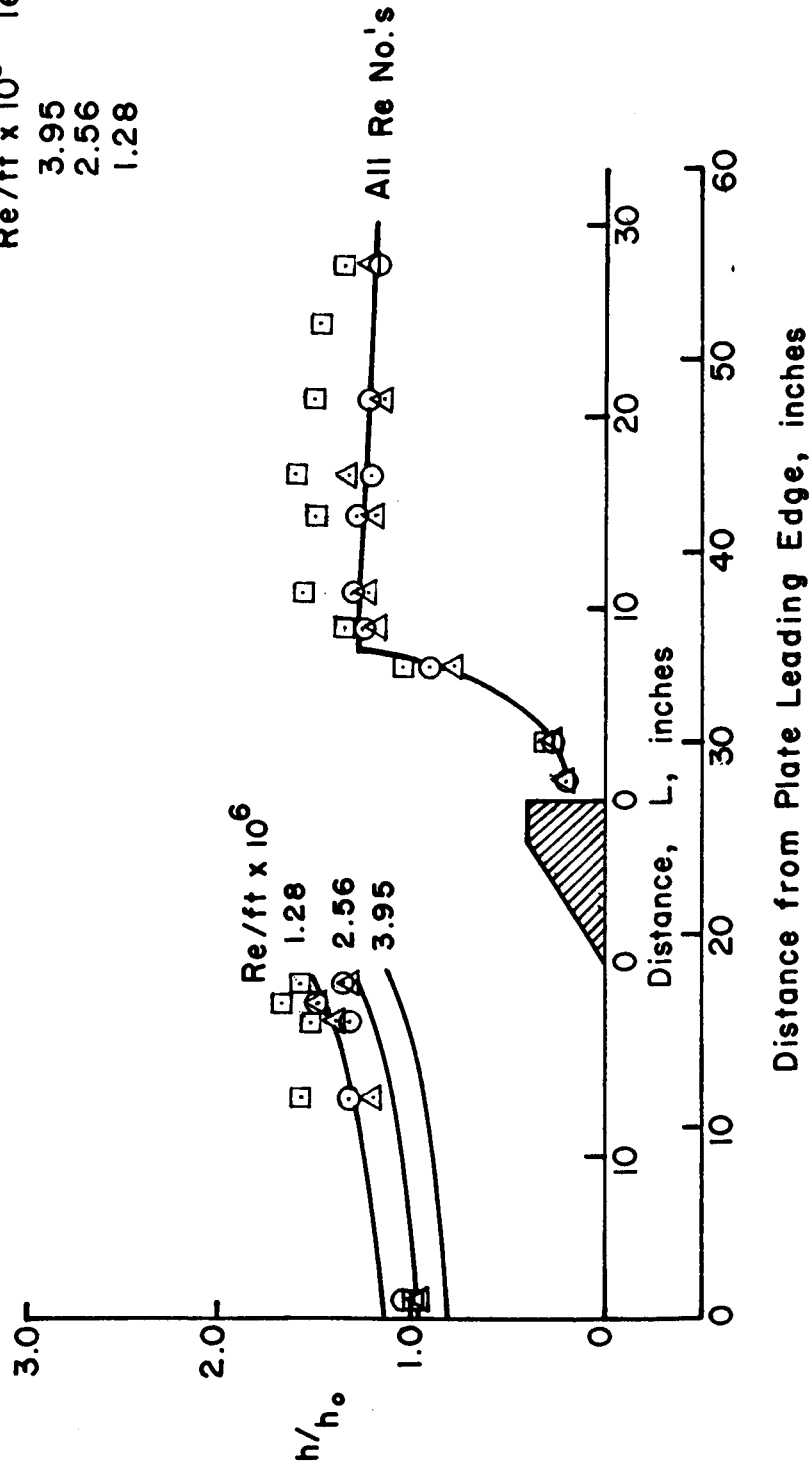 Re/ft x 10
3.95
2.56
1.28
3.0
2.0
1.0
0
h/h₀
Re/ft x 10⁶
1.28
2.56
3.95
All Re No.'s
10 0 0 10 20 30
Distance, L, inches
0 10 20 30 40 50 60
Distance from Plate Leading Edge, inches